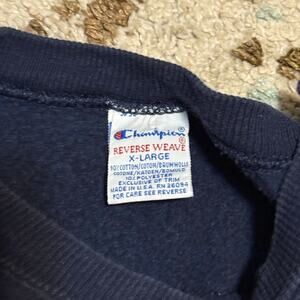 Champion®
REVERSE WEAVE®
X-LARGE
COTTON/COTON/BAUMWOLLE
10% POLYESTER
EXCLUSIVE OF TRIM
MADE IN U.S.A. RN 26094
FOR CARE SEE REVERSE